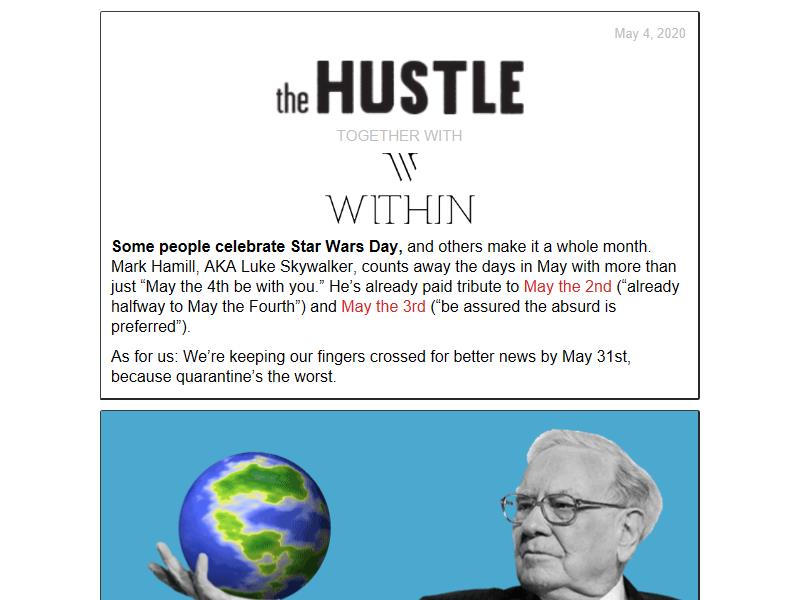 May 4, 2020
the HUSTLE
TOGETHER WITH
WITHIN
Some people celebrate Star Wars Day, and others make it a whole month.
Mark Hamill, AKA Luke Skywalker, counts away the days in May with more than
just “May the 4th be with you.” He’s already paid tribute to May the 2nd (“already
halfway to May the Fourth”) and May the 3rd (“be assured the absurd is
preferred”).
As for us: We’re keeping our fingers crossed for better news by May 31st,
because quarantine’s the worst.